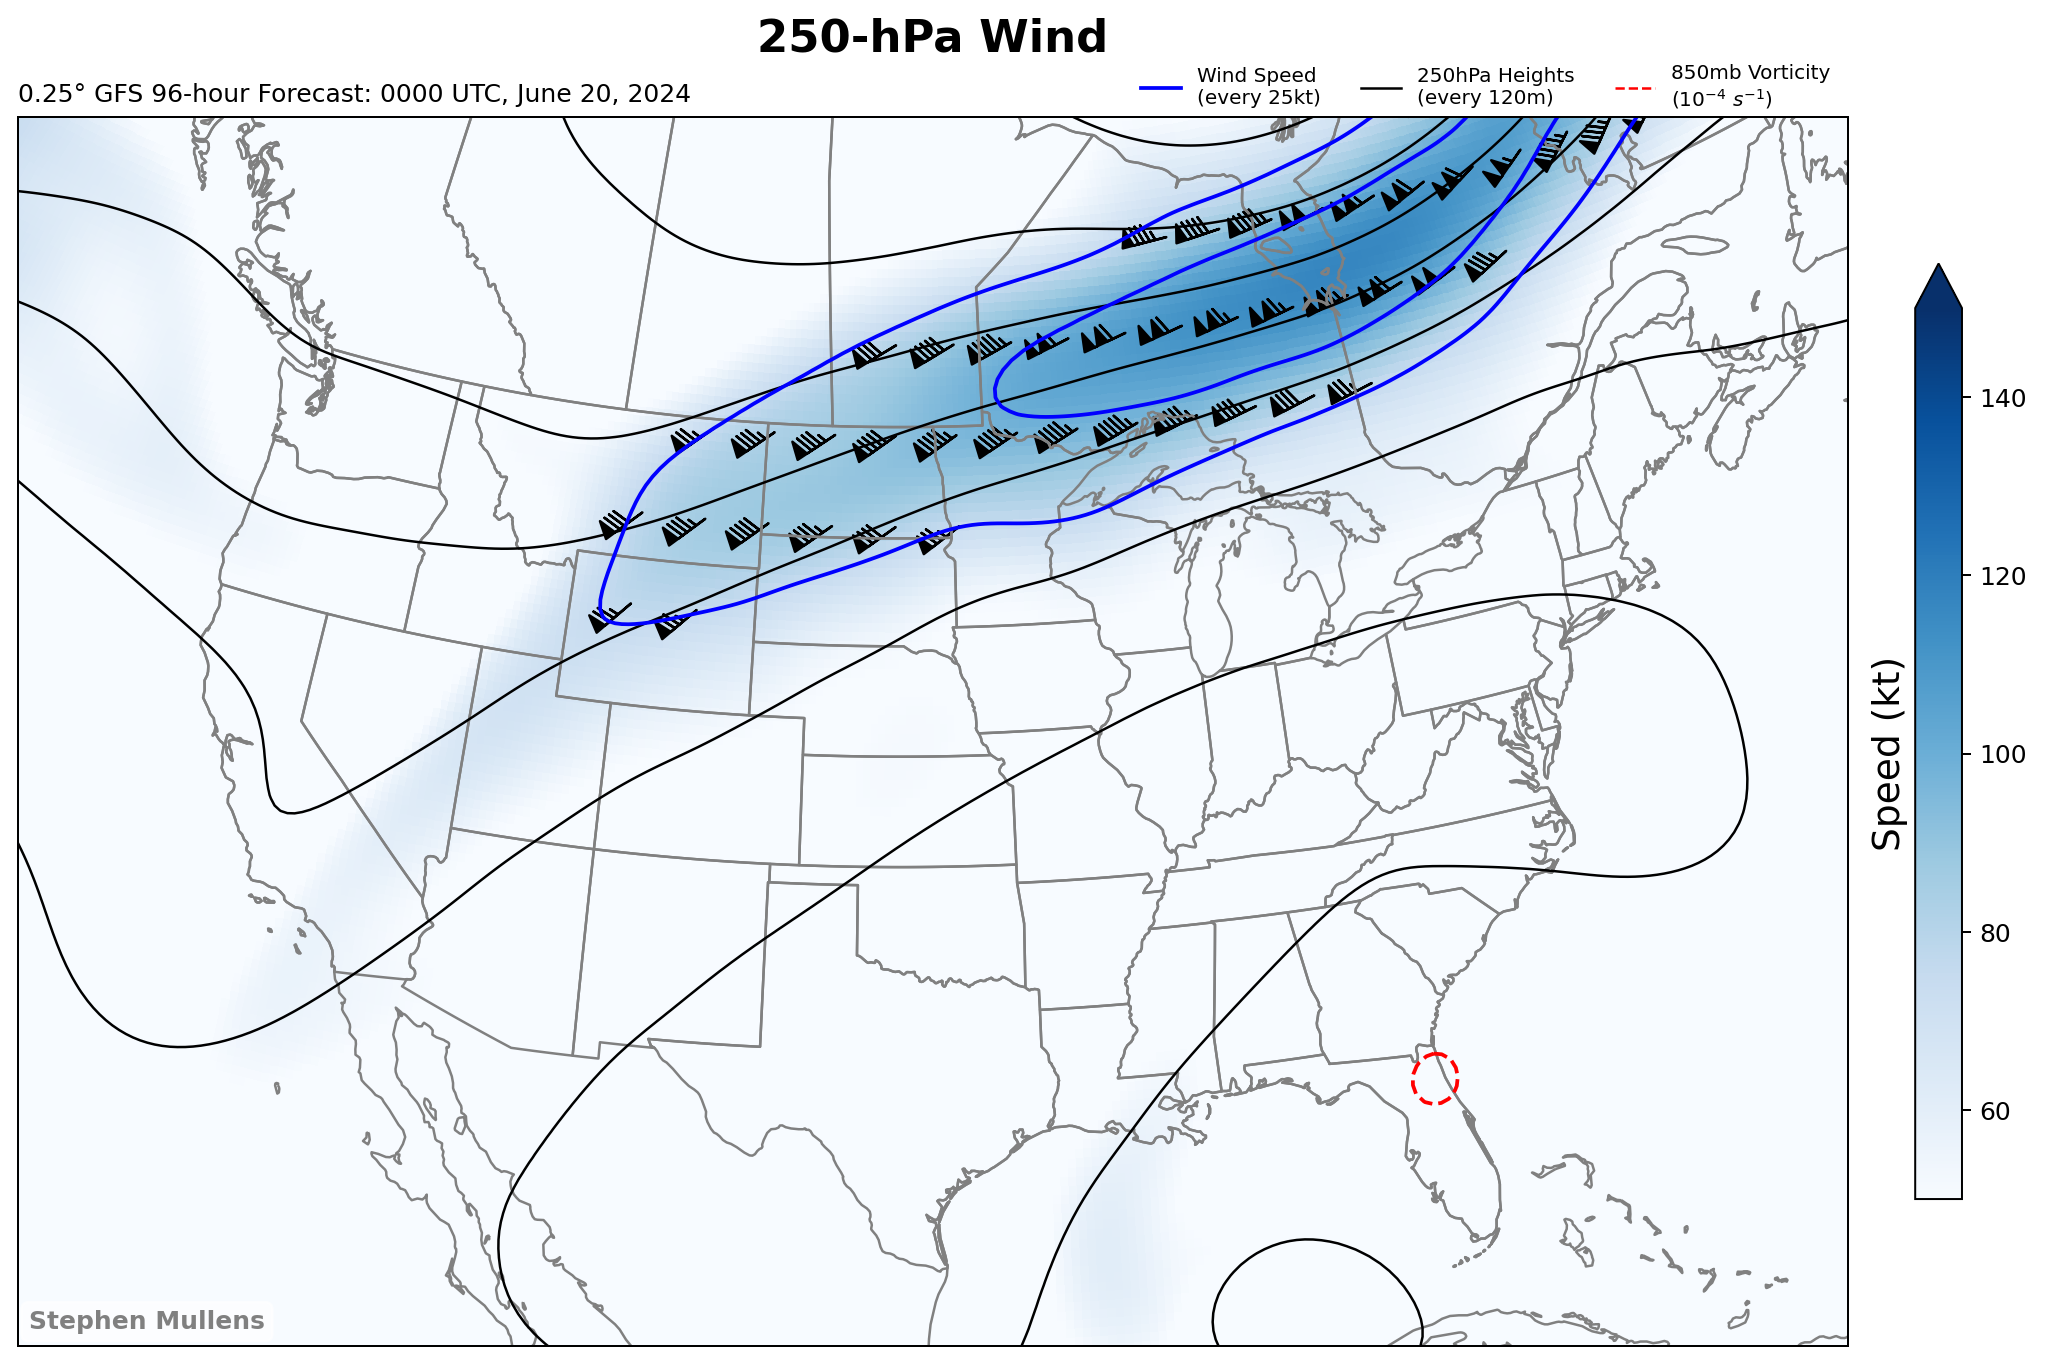 250-hPa Wind
0.25° GFS 96-hour Forecast: 0000 UTC, June 20, 2024
Wind Speed
(every 25kt)
250hPa Heights
(every 120m)
850mb Vorticity
(10⁻⁴ s⁻¹)
140
120
100
80
60
Speed (kt)
Stephen Mullens